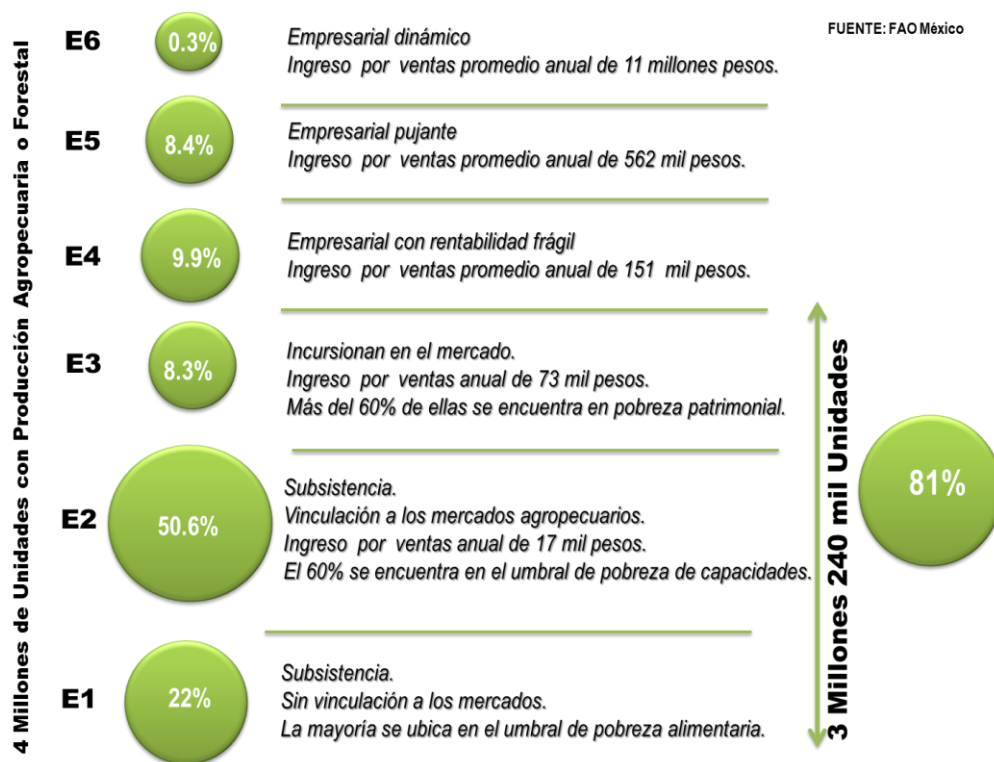 4 Millones de Unidades con Producción Agropecuaria o Forestal
FUENTE: FAO México
E6
0.3%
Empresarial dinámico
Ingreso por ventas promedio anual de 11 millones pesos.
E5
8.4%
Empresarial pujante
Ingreso por ventas promedio anual de 562 mil pesos.
E4
9.9%
Empresarial con rentabilidad frágil
Ingreso por ventas promedio anual de 151 mil pesos.
E3
8.3%
Incursionan en el mercado.
Ingreso por ventas anual de 73 mil pesos.
Más del 60% de ellas se encuentra en pobreza patrimonial.
E2
50.6%
Subsistencia.
Vinculación a los mercados agropecuarios.
Ingreso por ventas anual de 17 mil pesos.
El 60% se encuentra en el umbral de pobreza de capacidades.
E1
22%
Subsistencia.
Sin vinculación a los mercados.
La mayoría se ubica en el umbral de pobreza alimentaria.
3 Millones 240 mil Unidades
81%